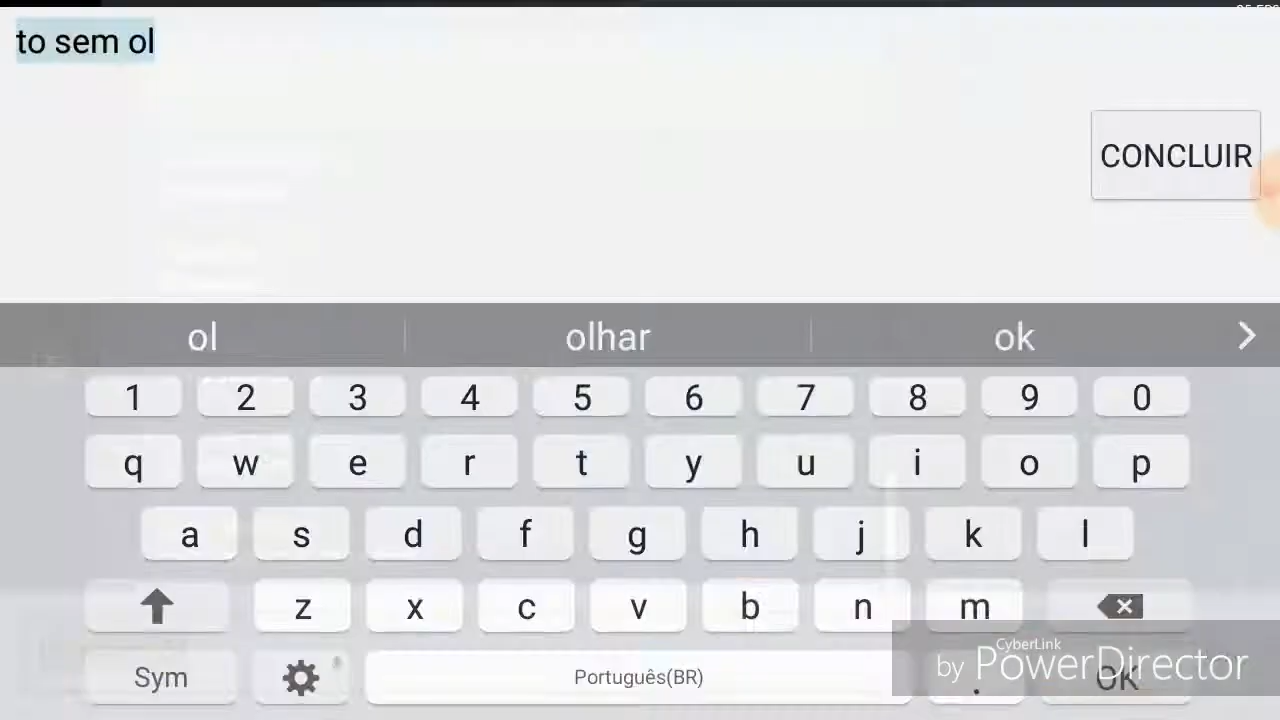 to sem ol
CONCLUIR
ol olhar ok
1 2 3 4 5 6 7 8 9 0
q w e r t y u i o p
a s d f g h j k l
z x c v b n m
Sym Português(BR) . OK
CyberLink
by PowerDirector